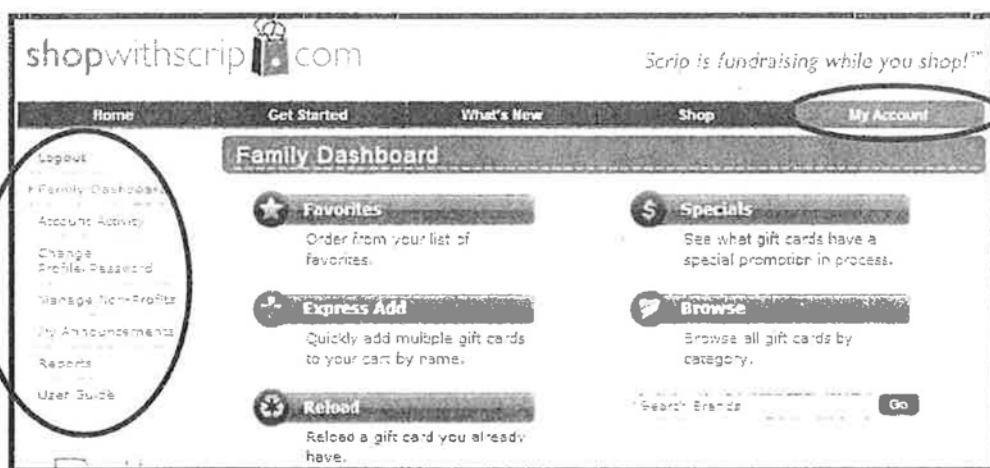 shopwithscrip.com
Scrip is fundraising while you shop!™
Home Get Started What's New Shop My Account
Logout
Family Dashboard
Account Activity
Change
Profile/Password
Manage Non-Profits
My Announcements
Reports
User Guide
Family Dashboard
Favorites
Order from your list of
favorites.
Specials
See what gift cards have a
special promotion in process.
Express Add
Quickly add multiple gift cards
to your cart by name.
Browse
Browse all gift cards by
category.
Reload
Reload a gift card you already
have.
Search Brands Go